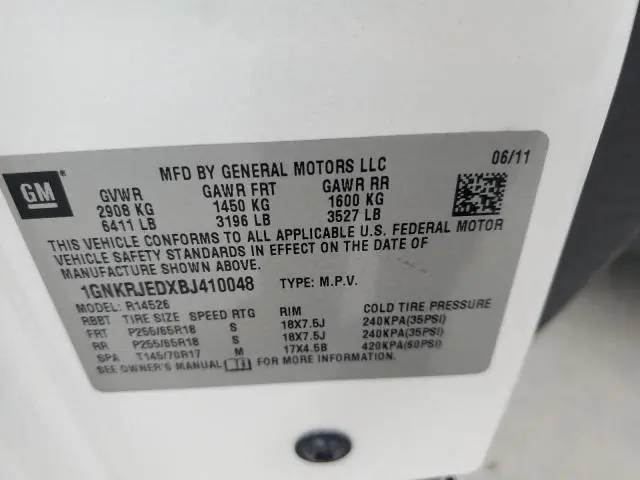 GM
MFD BY GENERAL MOTORS LLC 06/11
GVWR GAWR FRT GAWR RR
2908 KG 1450 KG 1600 KG
6411 LB 3196 LB 3527 LB
THIS VEHICLE CONFORMS TO ALL APPLICABLE U.S. FEDERAL MOTOR
VEHICLE SAFETY STANDARDS IN EFFECT ON THE DATE OF
MANUFACTURE SHOWN ABOVE.
1GNKRJEDXBJ410048 TYPE: M.P.V.
MODEL: R14526
RBBT TIRE SIZE SPEED RTG RIM COLD TIRE PRESSURE
FRT P255/65R18 S 18X7.5J 240KPA(35PSI)
RR P255/65R18 S 18X7.5J 240KPA(35PSI)
SPA T145/70R17 M 17X4.5B 420KPA(60PSI)
SEE OWNER'S MANUAL FOR MORE INFORMATION.